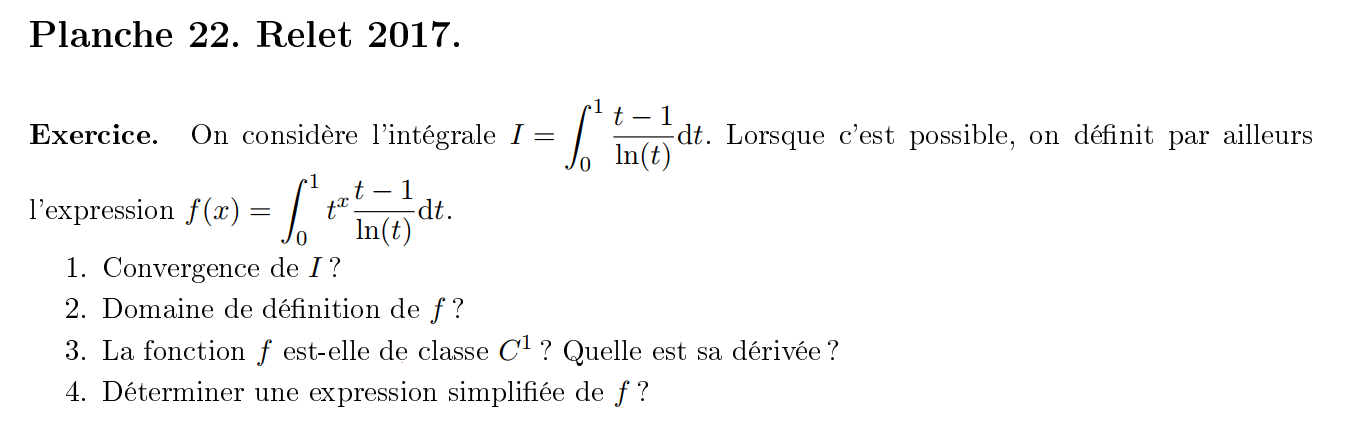 Planche 22. Relet 2017.
Exercice. On considère l'intégrale $I = \int_0^1 \frac{t-1}{\ln(t)} \mathrm{d}t$. Lorsque c'est possible, on définit par ailleurs
l'expression $f(x) = \int_0^1 t^x \frac{t-1}{\ln(t)} \mathrm{d}t$.
1. Convergence de $I$ ?
2. Domaine de définition de $f$ ?
3. La fonction $f$ est-elle de classe $C^1$ ? Quelle est sa dérivée ?
4. Déterminer une expression simplifiée de $f$ ?